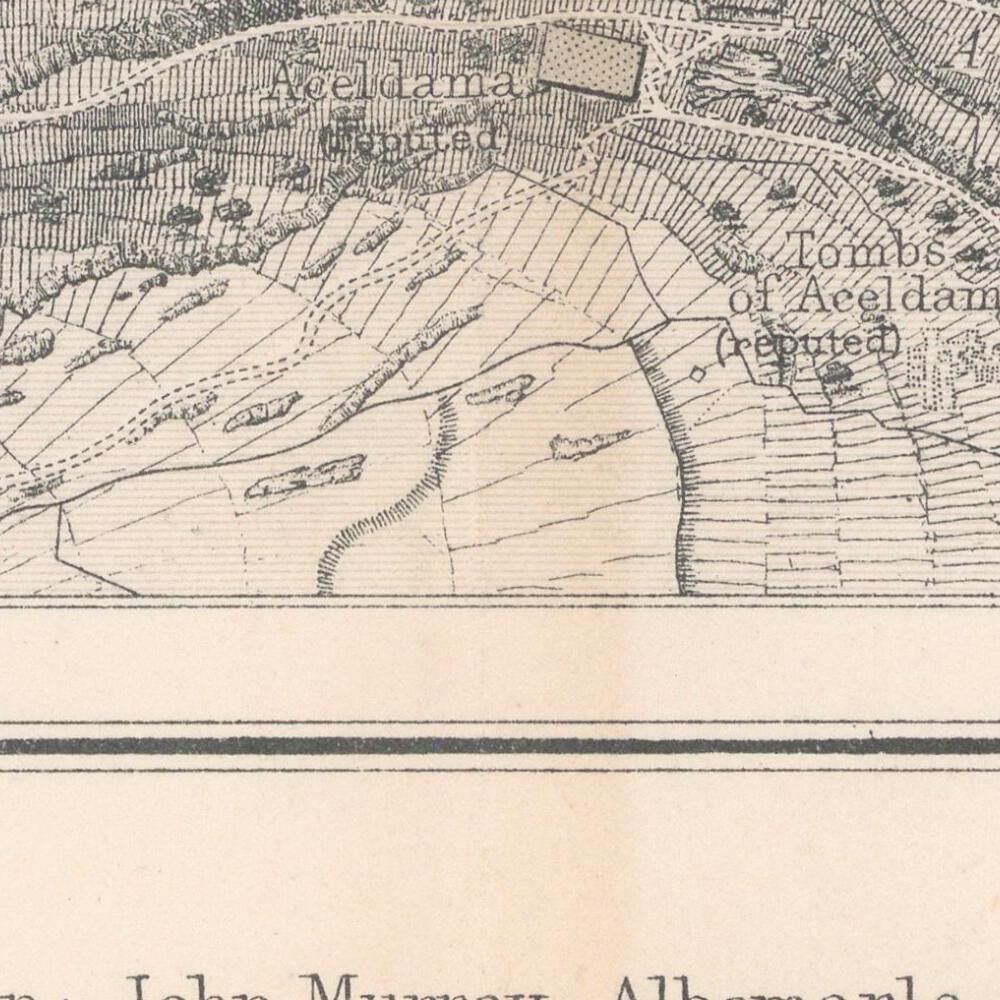 Aceldama
(reputed)
A
Tombs
of Aceldam
(reputed)
n: John Murray, Albemarle